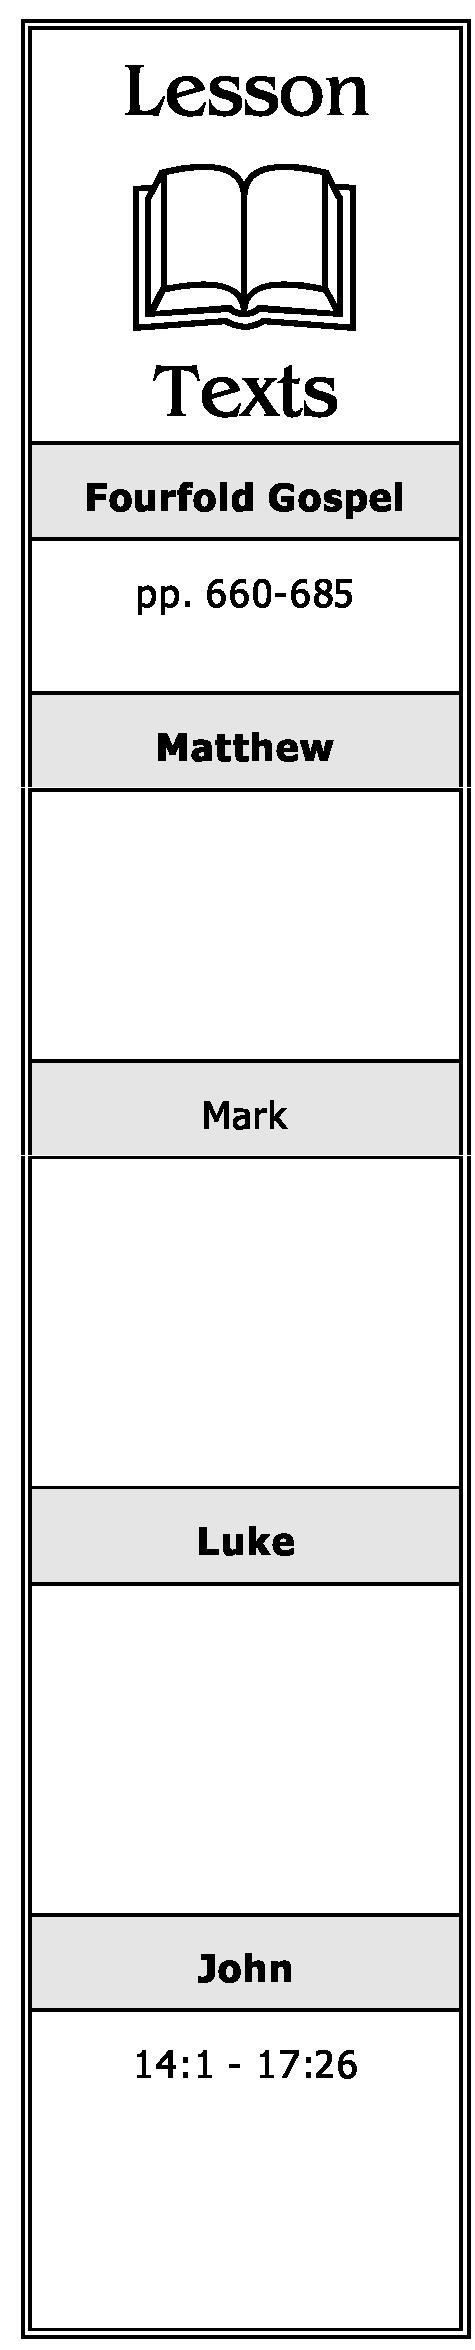 Lesson
Texts
Fourfold Gospel
pp. 660-685
Matthew
Mark
Luke
John
14:1 - 17:26